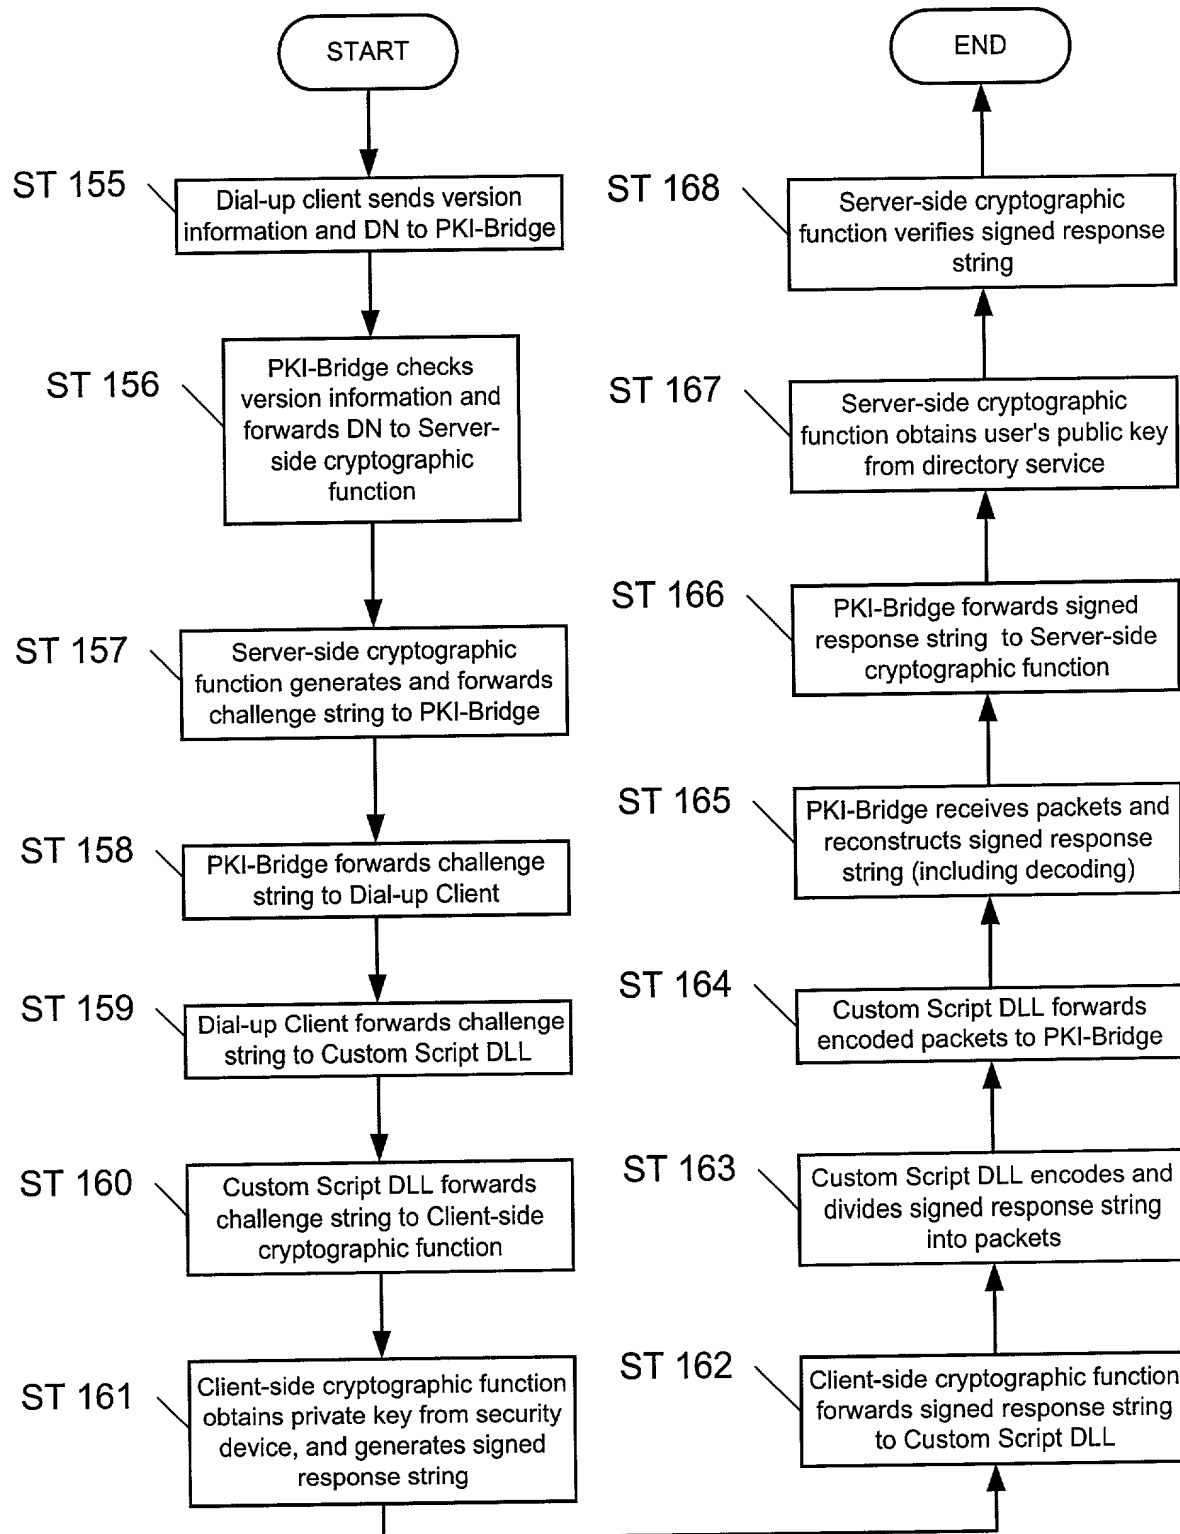 START
ST 155
Dial-up client sends version
information and DN to PKI-Bridge
ST 156
PKI-Bridge checks
version information and
forwards DN to Server-
side cryptographic
function
ST 157
Server-side cryptographic
function generates and forwards
challenge string to PKI-Bridge
ST 158
PKI-Bridge forwards challenge
string to Dial-up Client
ST 159
Dial-up Client forwards challenge
string to Custom Script DLL
ST 160
Custom Script DLL forwards
challenge string to Client-side
cryptographic function
ST 161
Client-side cryptographic function
obtains private key from security
device, and generates signed
response string
ST 162
Client-side cryptographic function
forwards signed response string
to Custom Script DLL
ST 163
Custom Script DLL encodes and
divides signed response string
into packets
ST 164
Custom Script DLL forwards
encoded packets to PKI-Bridge
ST 165
PKI-Bridge receives packets and
reconstructs signed response
string (including decoding)
ST 166
PKI-Bridge forwards signed
response string to Server-side
cryptographic function
ST 167
Server-side cryptographic
function obtains user's public key
from directory service
ST 168
Server-side cryptographic
function verifies signed response
string
END